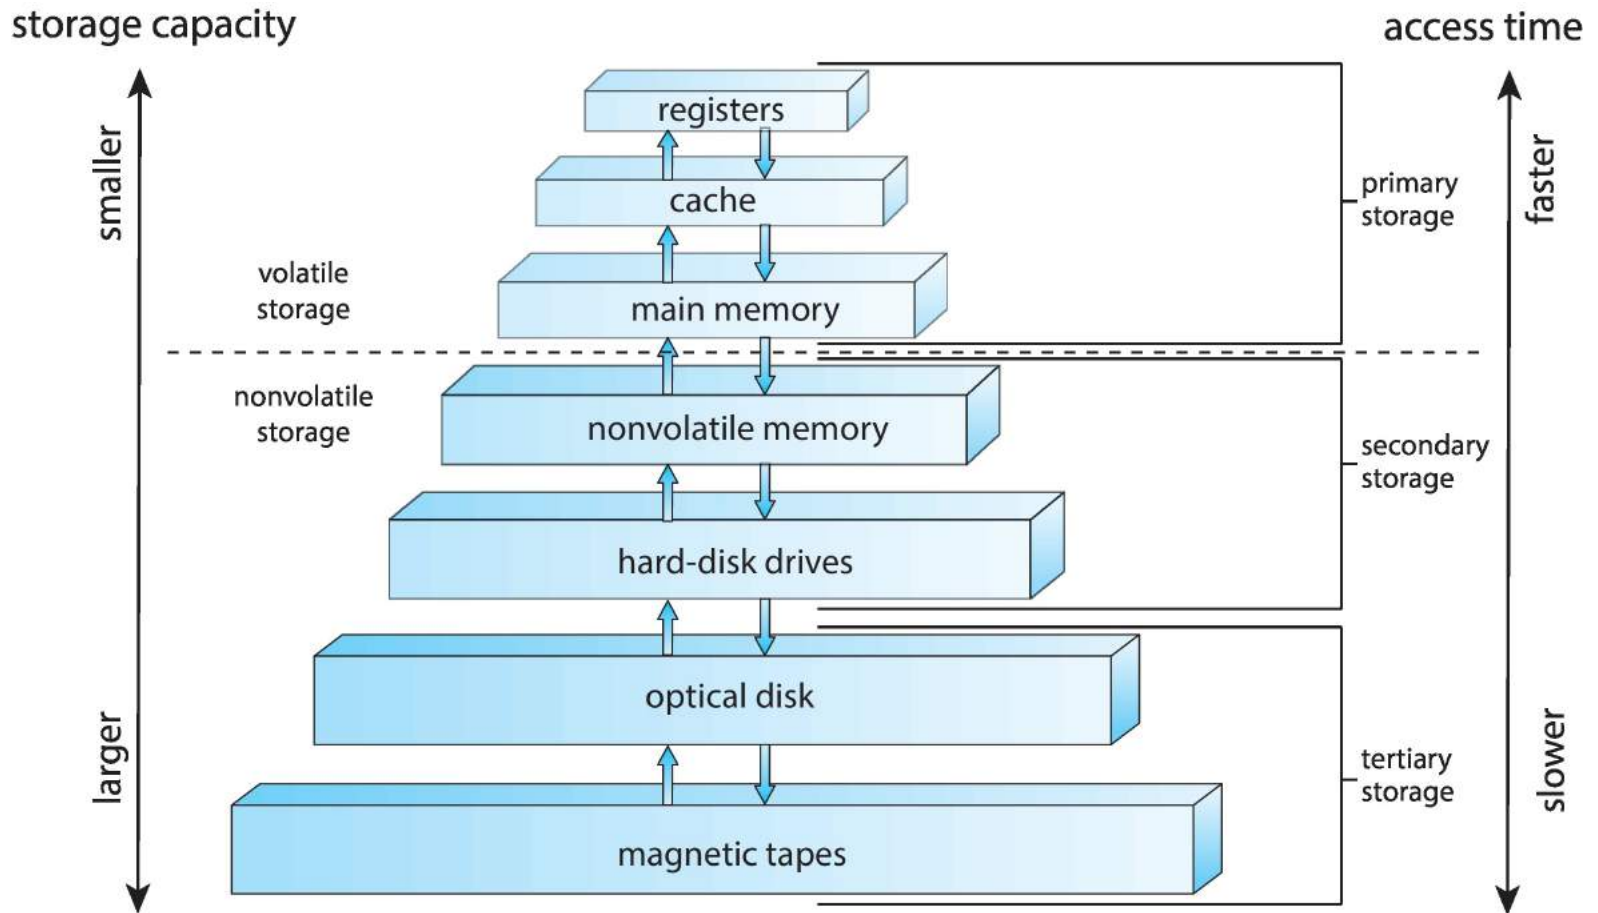 storage capacity
access time
registers
cache
main memory
nonvolatile memory
hard-disk drives
optical disk
magnetic tapes
smaller
larger
volatile
storage
nonvolatile
storage
primary
storage
secondary
storage
tertiary
storage
faster
slower